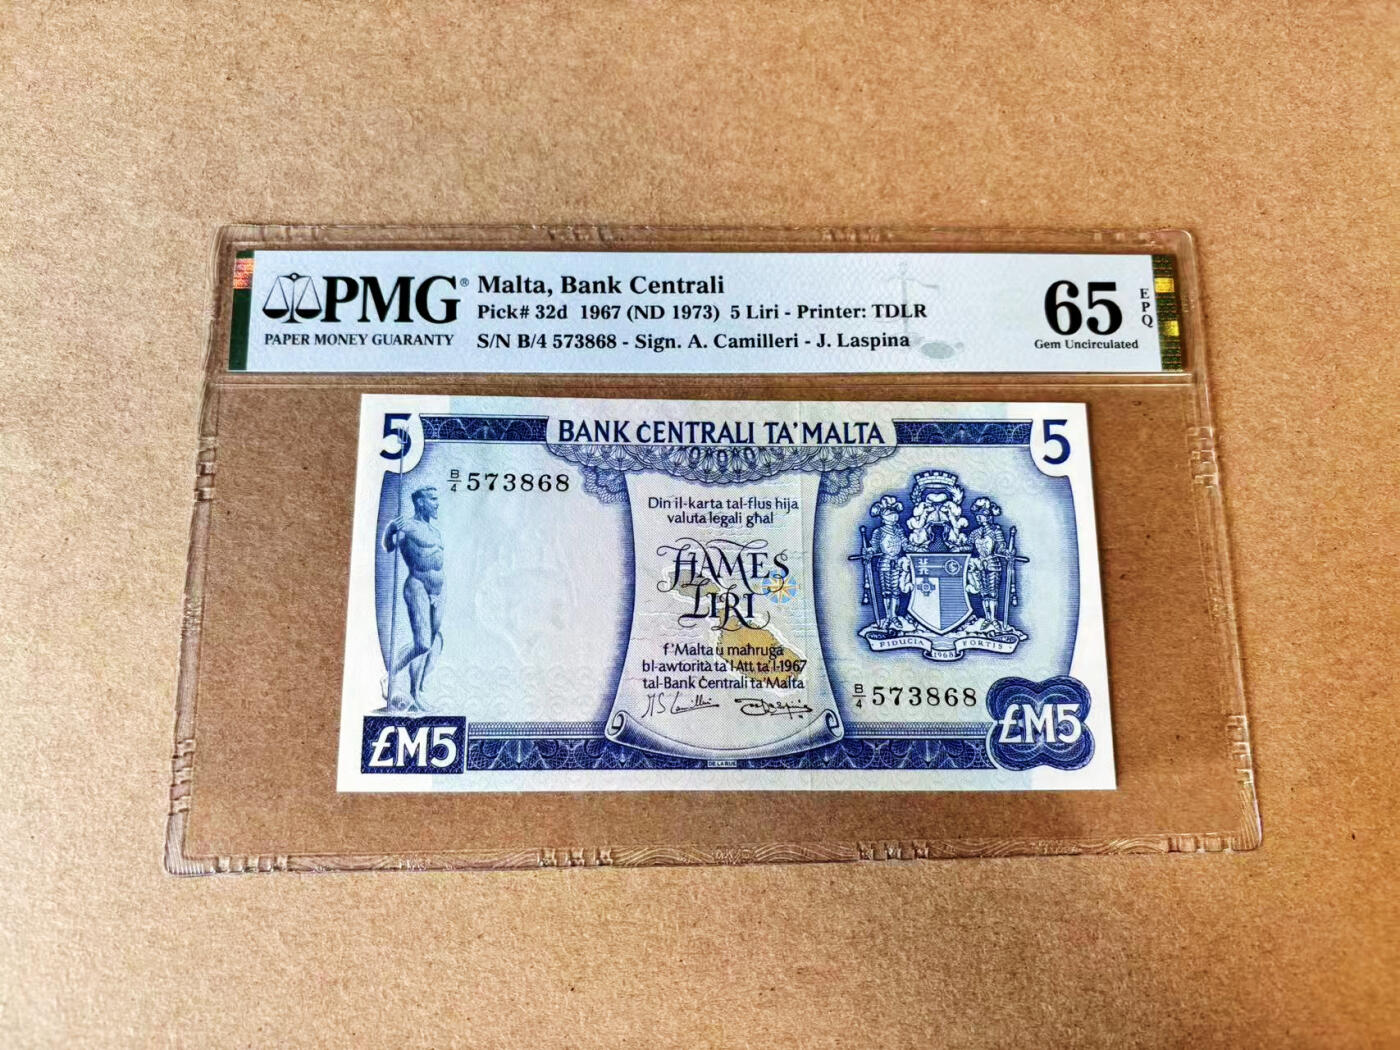 PMG®
PAPER MONEY GUARANTY
Malta, Bank Centrali
Pick# 32d 1967 (ND 1973) 5 Liri - Printer: TDLR
S/N B/4 573868 - Sign. A. Camilleri - J. Laspina
65
EPQ
Gem Uncirculated
5
BANK ĊENTRALI TA' MALTA
5
B/4 573868
Din il-karta tal-flus hija
valuta legali għal
ĦAMES
LIRI
f'Malta u maħruġa
bl-awtorità ta' l-Att ta' l-1967
tal-Bank Ċentrali ta' Malta
FIDUCIA 1968 FORTIS
B/4 573868
£M5
£M5
DE LA RUE